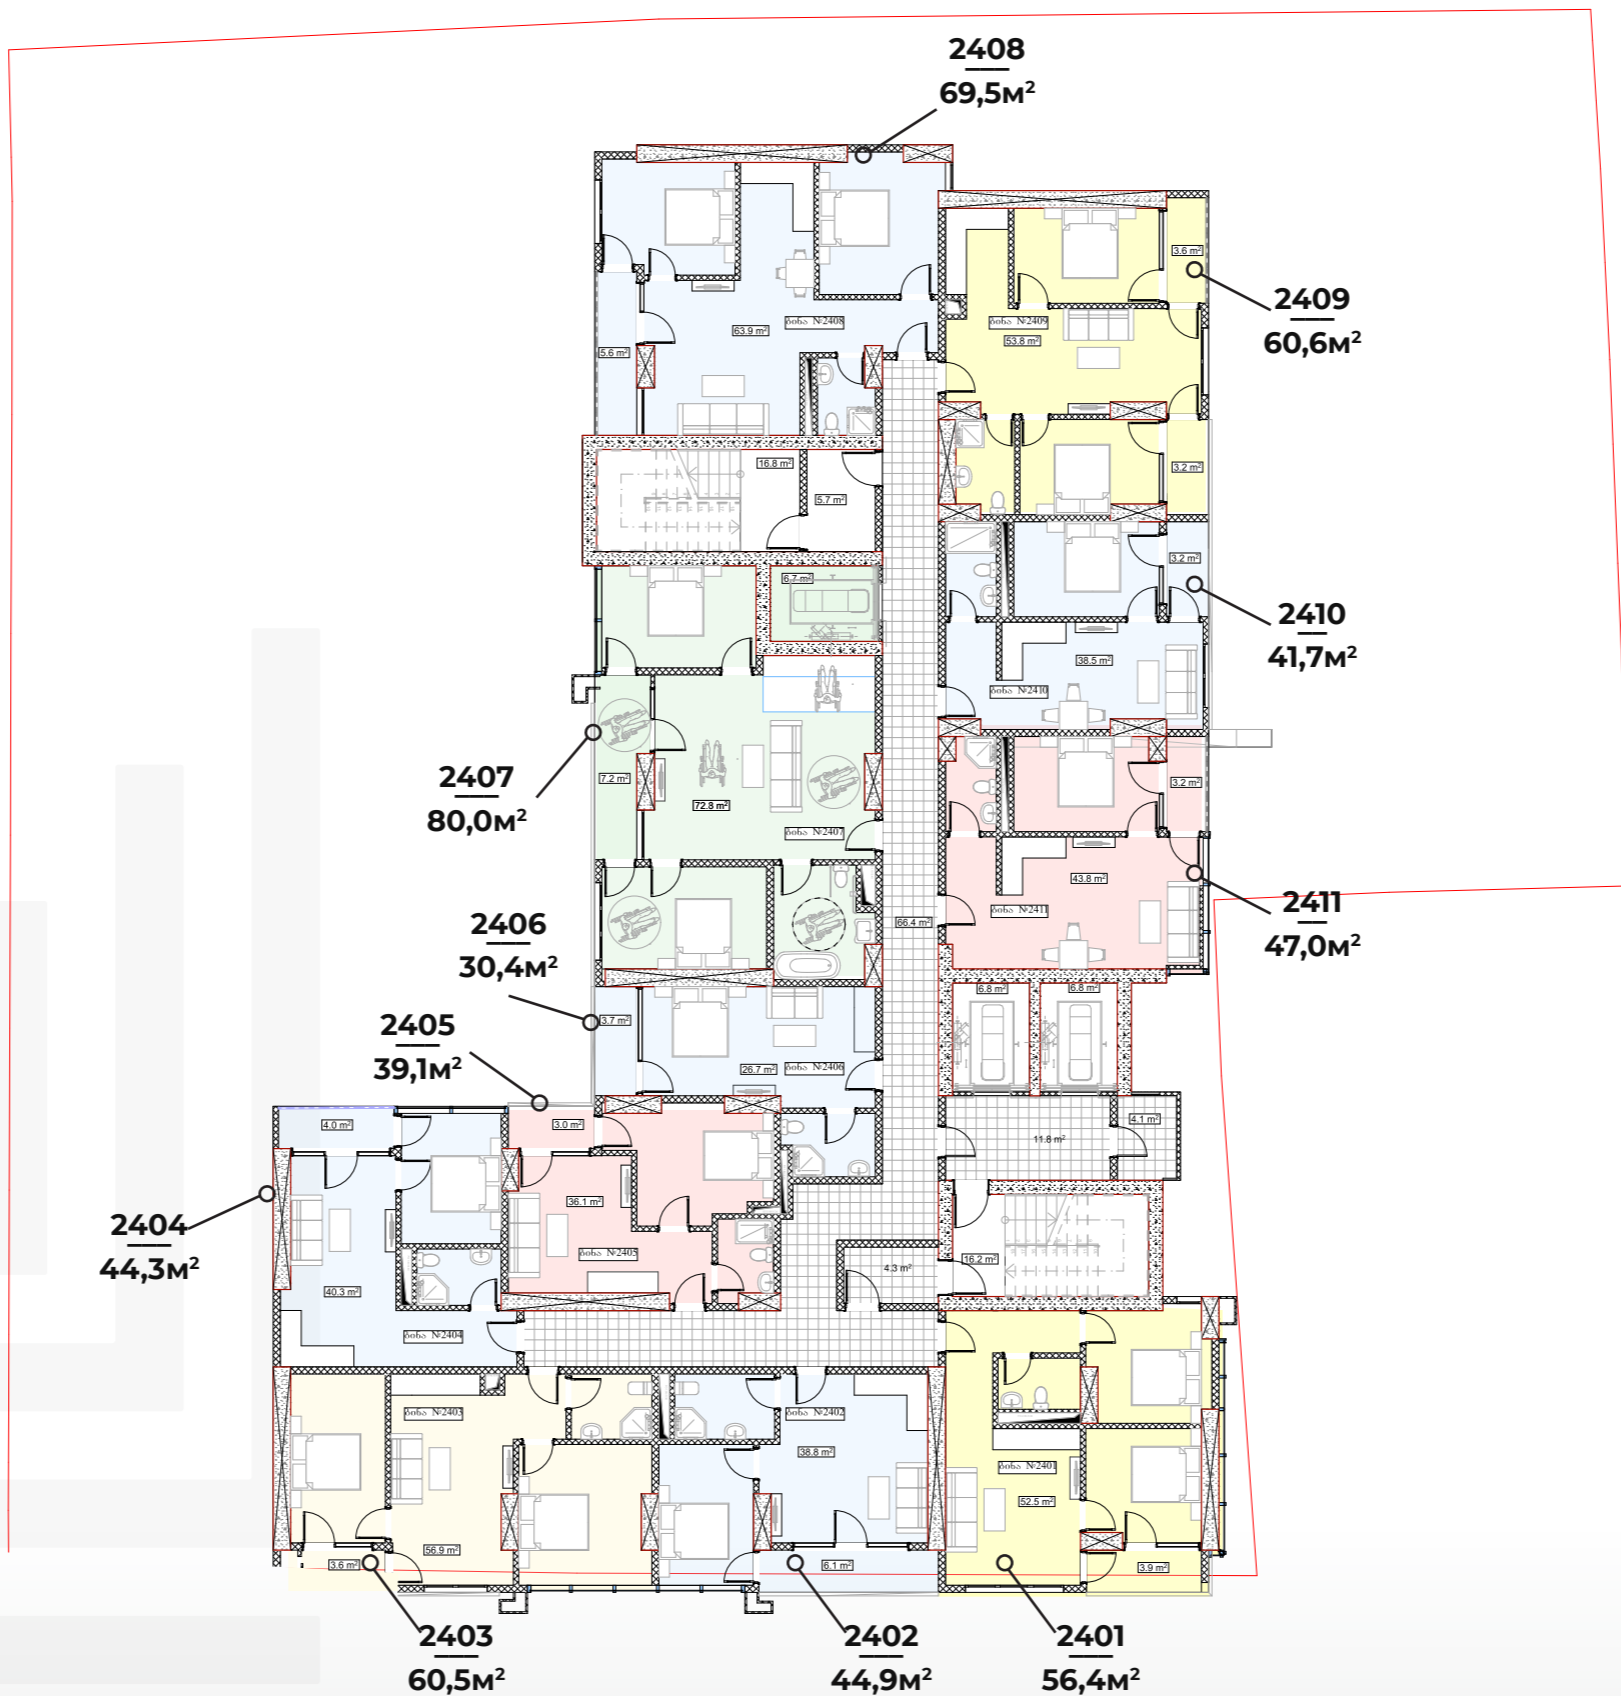 2408
69,5м²
2409
60,6м²
2410
41,7м²
2411
47,0м²
2407
80,0м²
2406
30,4м²
2405
39,1м²
2404
44,3м²
2403
60,5м²
2402
44,9м²
2401
56,4м²
ბინა №2408
63.9 m²
5.6 m²
3.6 m²
ბინა №2409
53.8 m²
3.2 m²
16.8 m²
5.7 m²
3.2 m²
6.7 m²
38.5 m²
ბინა №2410
3.2 m²
7.2 m²
72.8 m²
ბინა №2407
43.8 m²
ბინა №2411
66.4 m²
6.8 m²
6.8 m²
3.7 m²
26.7 m²
ბინა №2406
4.0 m²
3.0 m²
4.1 m²
11.8 m²
36.1 m²
ბინა №2405
16.2 m²
4.3 m²
40.3 m²
ბინა №2404
ბინა №2403
ბინა №2402
38.8 m²
ბინა №2401
52.5 m²
56.9 m²
3.6 m²
6.1 m²
3.9 m²